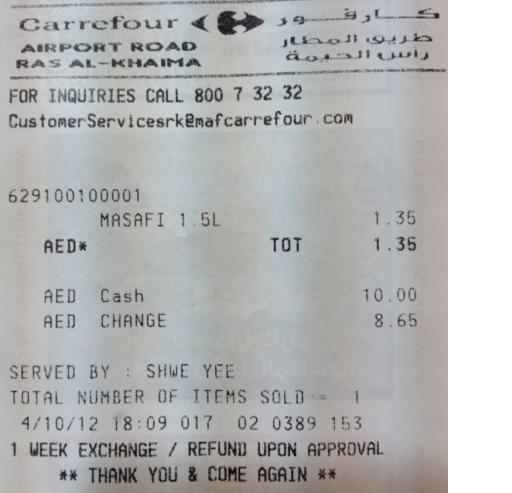 Carrefour كارفور
AIRPORT ROAD طريق المطار
RAS AL-KHAIMA راس الخيمة
FOR INQUIRIES CALL 800 7 32 32
CustomerServicesrk@mafcarrefour.com
629100100001
MASAFI 1.5L 1.35
AED* TOT 1.35
AED Cash 10.00
AED CHANGE 8.65
SERVED BY : SHWE YEE
TOTAL NUMBER OF ITEMS SOLD = 1
4/10/12 18:09 017 02 0389 153
1 WEEK EXCHANGE / REFUND UPON APPROVAL
** THANK YOU & COME AGAIN **